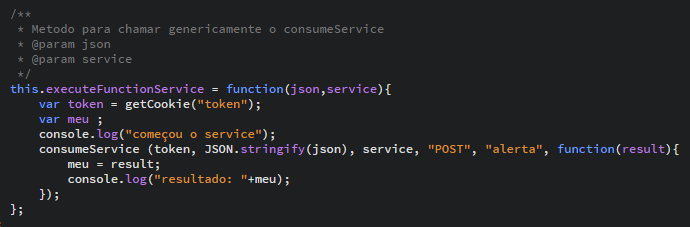 /**
 * Metodo para chamar genericamente o consumeService
 * @param json
 * @param service
 */
this.executeFunctionService = function(json,service){
    var token = getCookie("token");
    var meu ;
    console.log("começou o service");
    consumeService (token, JSON.stringify(json), service, "POST", "alerta", function(result){
        meu = result;
        console.log("resultado: "+meu);
    });
};